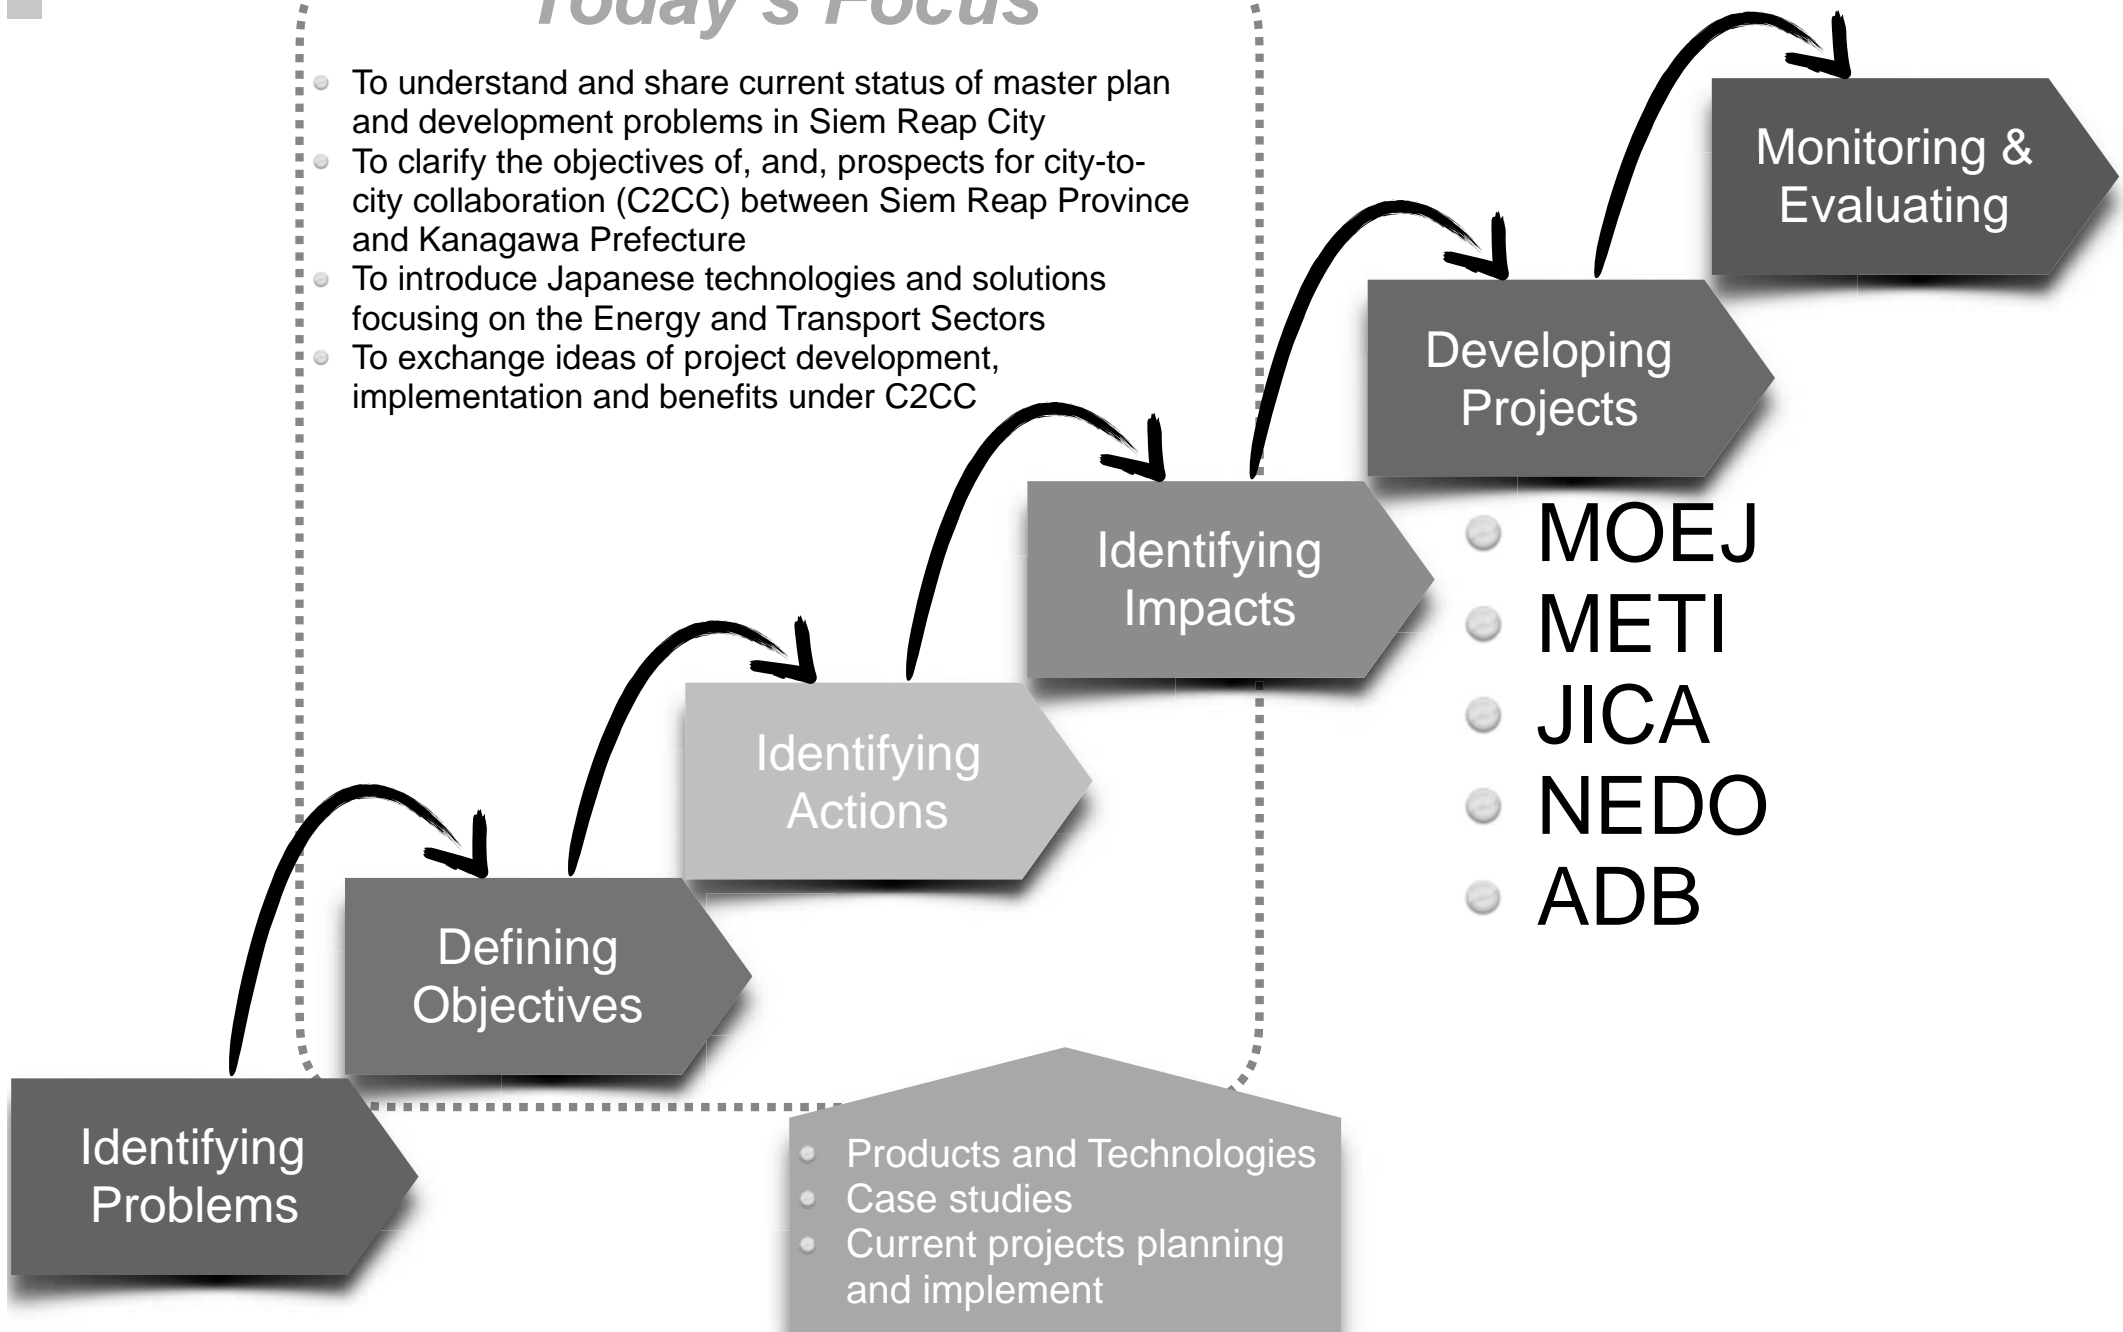 Today's Focus
To understand and share current status of master plan
and development problems in Siem Reap City
To clarify the objectives of, and, prospects for city-to-
city collaboration (C2CC) between Siem Reap Province
and Kanagawa Prefecture
To introduce Japanese technologies and solutions
focusing on the Energy and Transport Sectors
To exchange ideas of project development,
implementation and benefits under C2CC
Monitoring &
Evaluating
Developing
Projects
MOEJ
METI
JICA
NEDO
ADB
Identifying
Impacts
Identifying
Actions
Defining
Objectives
Identifying
Problems
Products and Technologies
Case studies
Current projects planning
and implement